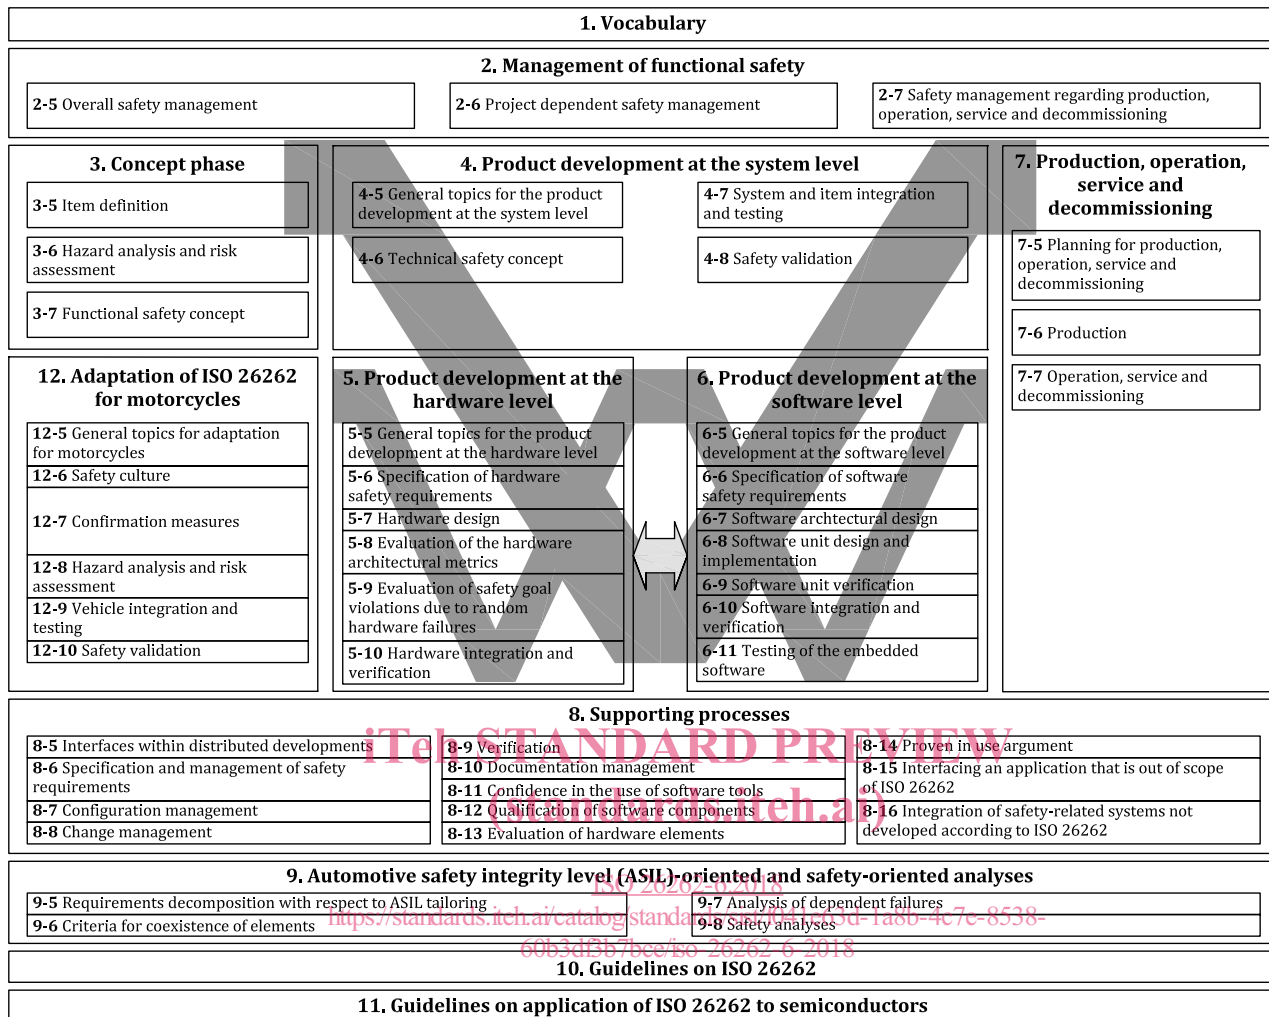 1. Vocabulary
2. Management of functional safety
2-5 Overall safety management
2-6 Project dependent safety management
2-7 Safety management regarding production,
operation, service and decommissioning
3. Concept phase
3-5 Item definition
3-6 Hazard analysis and risk
assessment
3-7 Functional safety concept
4. Product development at the system level
4-5 General topics for the product
development at the system level
4-6 Technical safety concept
4-7 System and item integration
and testing
4-8 Safety validation
7. Production, operation,
service and
decommissioning
7-5 Planning for production,
operation, service and
decommissioning
7-6 Production
7-7 Operation, service and
decommissioning
12. Adaptation of ISO 26262
for motorcycles
12-5 General topics for adaptation
for motorcycles
12-6 Safety culture
12-7 Confirmation measures
12-8 Hazard analysis and risk
assessment
12-9 Vehicle integration and
testing
12-10 Safety validation
5. Product development at the
hardware level
5-5 General topics for the product
development at the hardware level
5-6 Specification of hardware
safety requirements
5-7 Hardware design
5-8 Evaluation of the hardware
architectural metrics
5-9 Evaluation of safety goal
violations due to random
hardware failures
5-10 Hardware integration and
verification
6. Product development at the
software level
6-5 General topics for the product
development at the software level
6-6 Specification of software
safety requirements
6-7 Software archtectural design
6-8 Software unit design and
implementation
6-9 Software unit verification
6-10 Software integration and
verification
6-11 Testing of the embedded
software
8. Supporting processes
8-5 Interfaces within distributed developments
8-6 Specification and management of safety
requirements
8-7 Configuration management
8-8 Change management
8-9 Verification
8-10 Documentation management
8-11 Confidence in the use of software tools
8-12 Qualification of software components
8-13 Evaluation of hardware elements
8-14 Proven in use argument
8-15 Interfacing an application that is out of scope
of ISO 26262
8-16 Integration of safety-related systems not
developed according to ISO 26262
iTeh STANDARD PREVIEW
(standards.iteh.ai)
9. Automotive safety integrity level (ASIL)-oriented and safety-oriented analyses
9-5 Requirements decomposition with respect to ASIL tailoring
9-6 Criteria for coexistence of elements
9-7 Analysis of dependent failures
9-8 Safety analyses
ISO 26262-6:2018
https://standards.iteh.ai/catalog/standards/sist/f041e63d-1a8b-4c7e-8538-
60b3df3b7bce/iso-26262-6-2018
10. Guidelines on ISO 26262
11. Guidelines on application of ISO 26262 to semiconductors